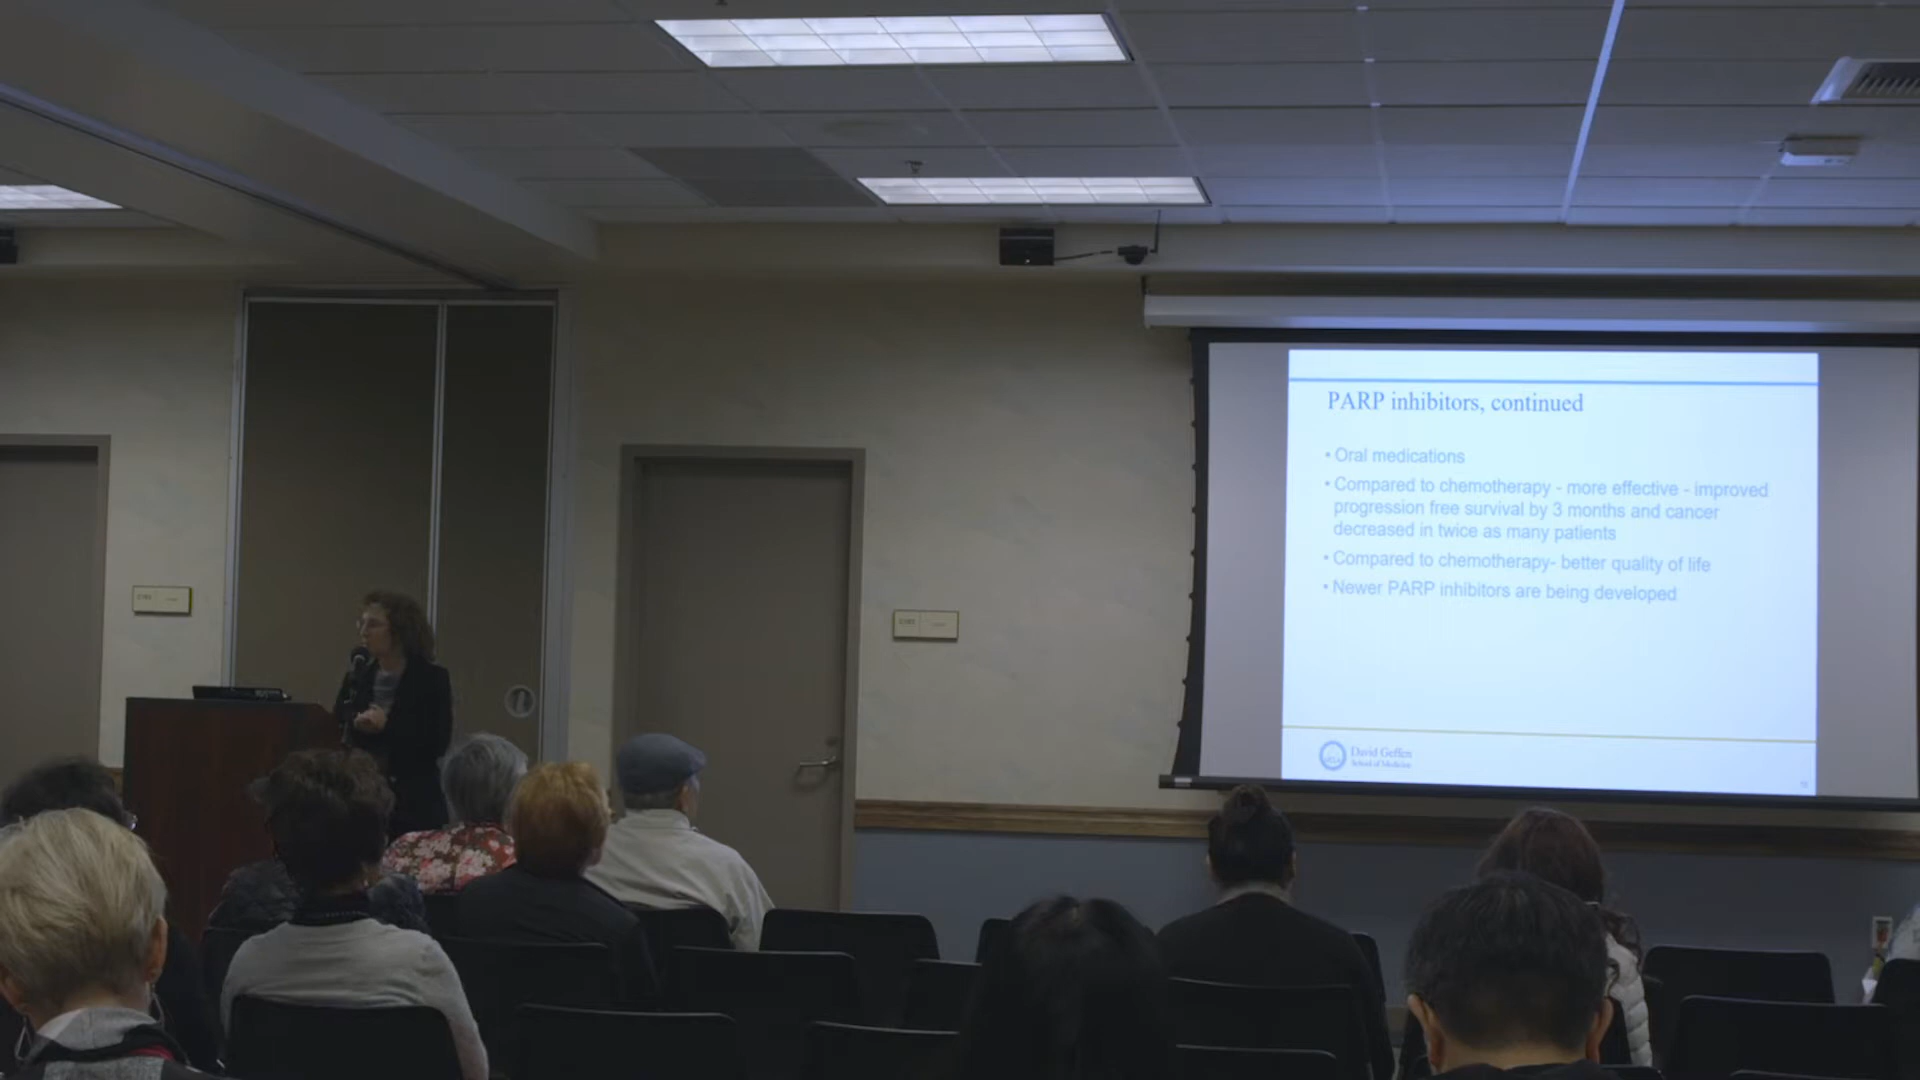 PARP inhibitors, continued
• Oral medications
• Compared to chemotherapy - more effective - improved
progression free survival by 3 months and cancer
decreased in twice as many patients
• Compared to chemotherapy- better quality of life
• Newer PARP inhibitors are being developed
David Geffen
School of Medicine